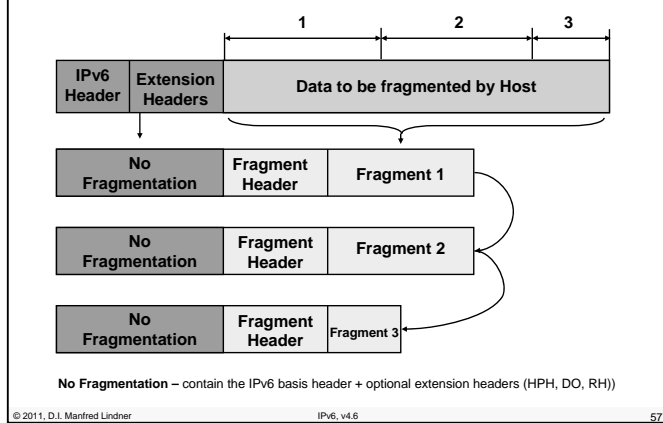 1 2 3
IPv6 Header Extension Headers Data to be fragmented by Host
No Fragmentation Fragment Header Fragment 1
No Fragmentation Fragment Header Fragment 2
No Fragmentation Fragment Header Fragment 3
No Fragmentation – contain the IPv6 basis header + optional extension headers (HPH, DO, RH))
© 2011, D.I. Manfred Lindner IPv6, v4.6 57